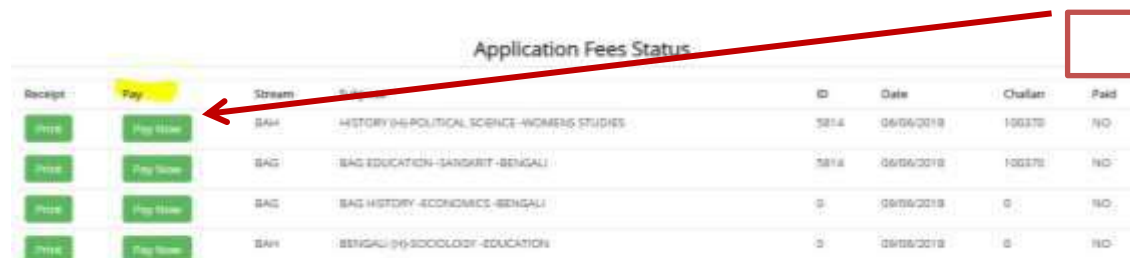 Application Fees Status
Receipt Pay Stream ID Date Challan Paid
Print Pay Now BAH HISTORY (H)-POLITICAL SCIENCE -WOMENS STUDIES 5814 06/06/2018 100370 NO
Print Pay Now BAG BAG EDUCATION -SANSKRIT -BENGALI 5814 06/06/2018 100370 NO
Print Pay Now BAG BAG HISTORY -ECONOMICS -BENGALI 0 09/06/2018 0 NO
Print Pay Now BAH BENGALI (H)-SOCIOLOGY -EDUCATION 0 09/06/2018 0 NO